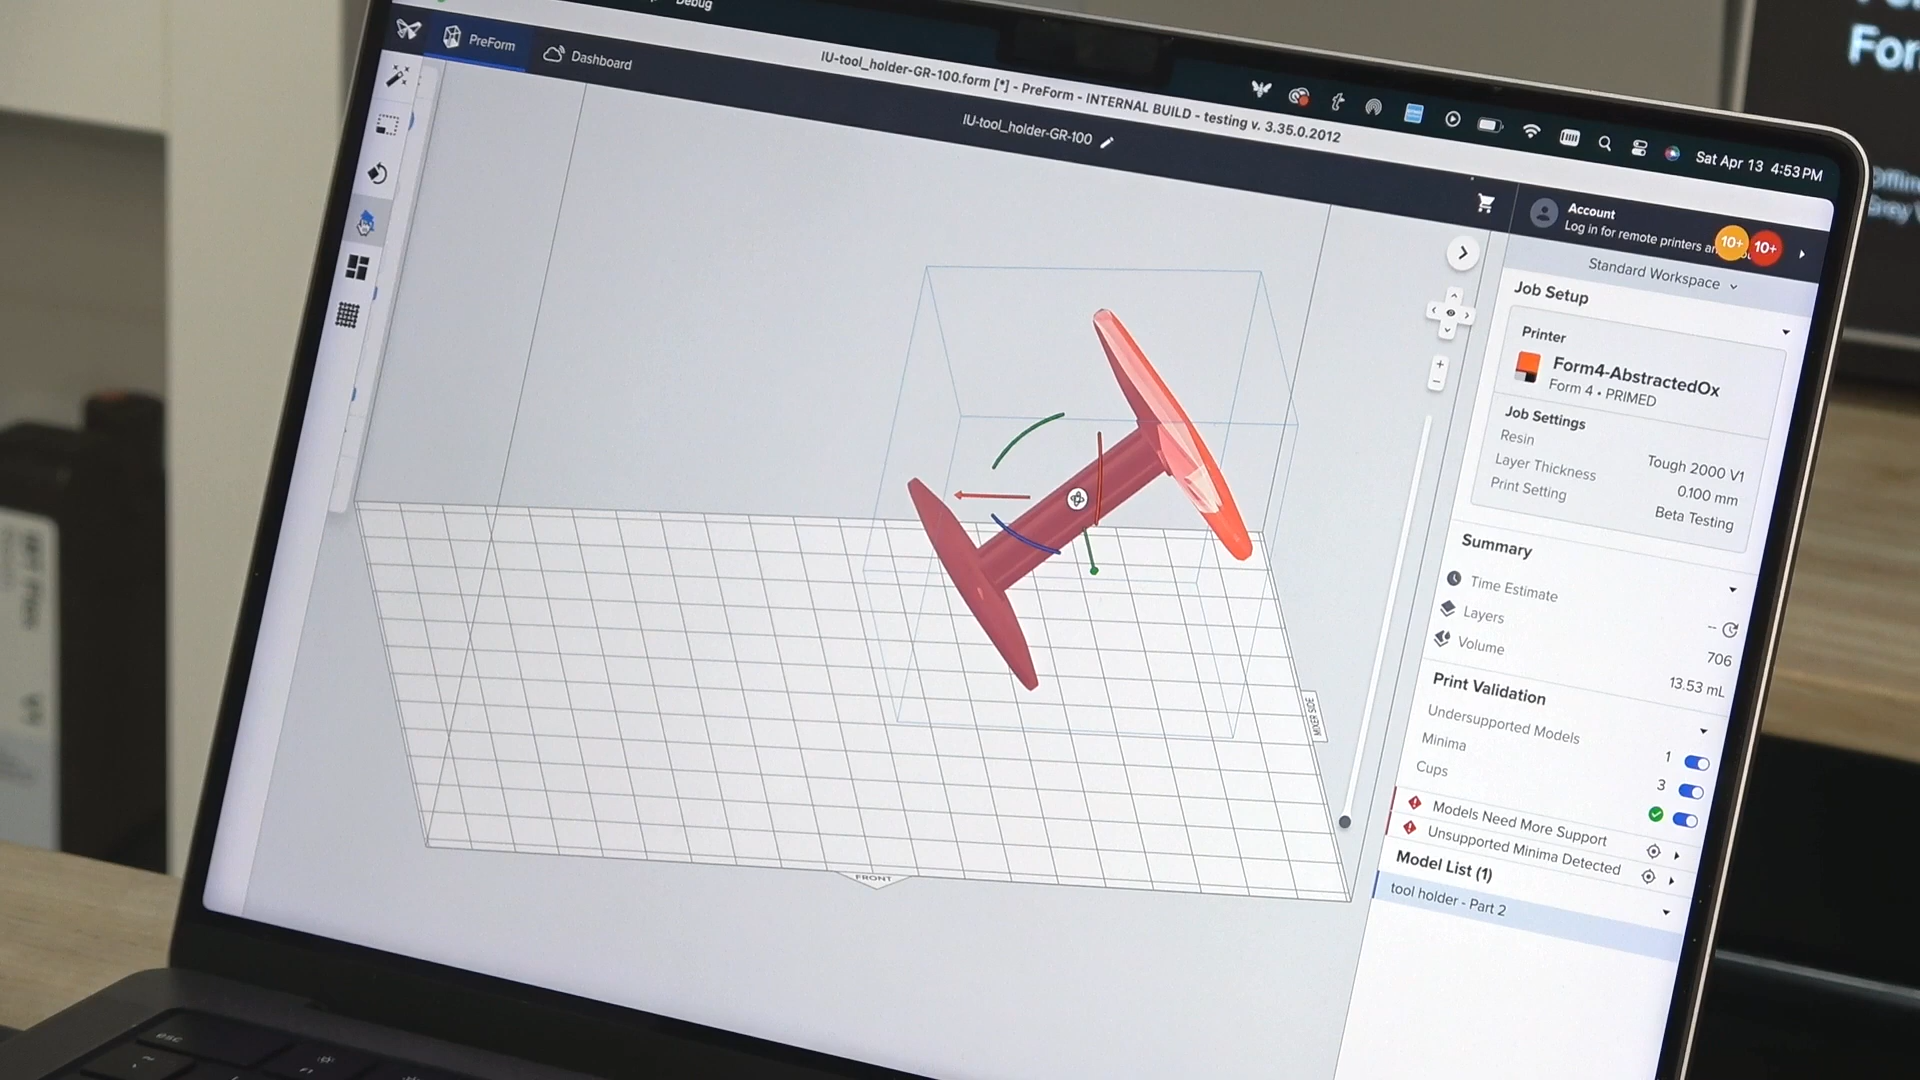 Debug
PreForm
Dashboard
IU-tool_holder-GR-100.form [*] - PreForm - INTERNAL BUILD - testing v. 3.35.0.2012
Sat Apr 13 4:53 PM
IU-tool_holder-GR-100
Account
Log in for remote printers
10+
10+
Standard Workspace
Job Setup
Printer
Form4-AbstractedOx
Form 4 • PRIMED
Job Settings
Resin
Tough 2000 V1
Layer Thickness
0.100 mm
Print Setting
Beta Testing
Summary
Time Estimate
--
Layers
706
Volume
13.53 mL
Print Validation
Undersupported Models
1
Minima
3
Cups
Models Need More Support
Unsupported Minima Detected
Model List (1)
tool holder - Part 2
MIXER SIDE
FRONT
esc
For